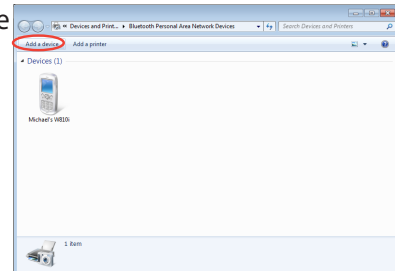 e
« Devices and Print... ▸ Bluetooth Personal Area Network Devices
Search Devices and Printers
Add a device
Add a printer
Devices (1)
Michael's W810i
1 item